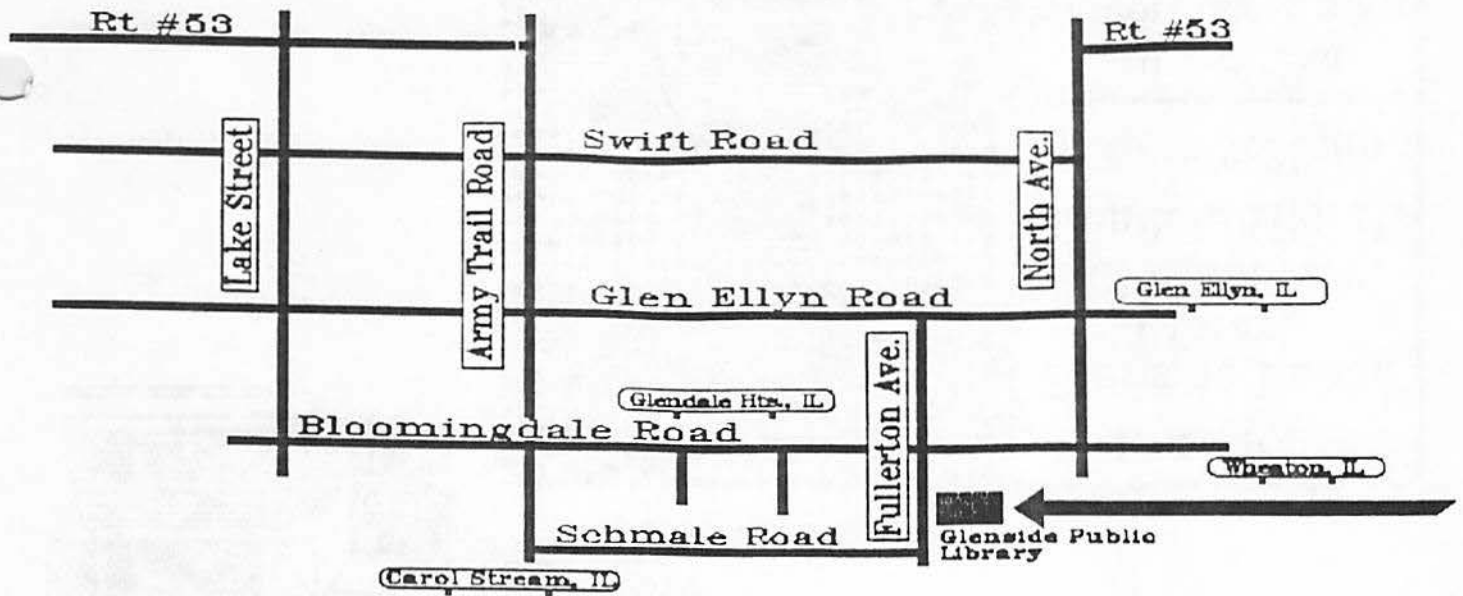 Rt #53
Rt #53
Swift Road
Lake Street
Army Trail Road
North Ave.
Glen Ellyn Road
Glen Ellyn, IL
Fullerton Ave.
Glendale Hts., IL
Bloomingdale Road
Wheaton, IL
Schmale Road
Glenside Public
Library
Carol Stream, IL